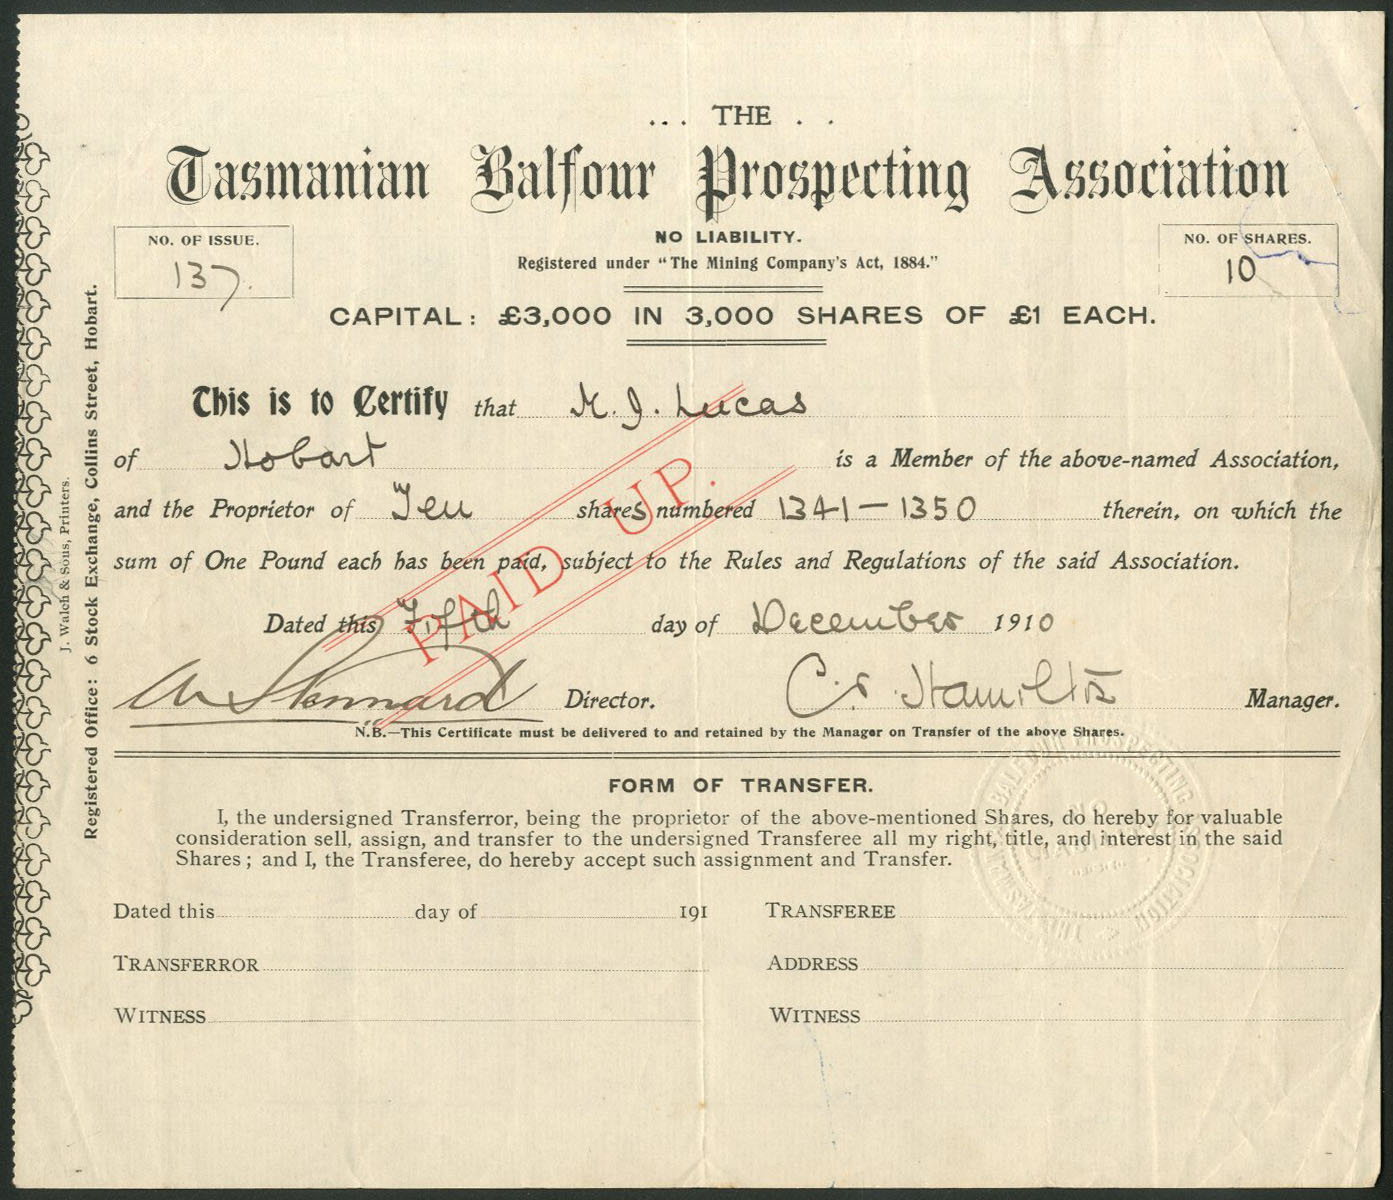 ... THE . .
Tasmanian Balfour Prospecting Association
NO LIABILITY.
Registered under "The Mining Company's Act, 1884."
NO. OF ISSUE.
137.
NO. OF SHARES.
10
CAPITAL: £3,000 IN 3,000 SHARES OF £1 EACH.
This is to Certify that J. Lucas
of Hobart is a Member of the above-named Association,
and the Proprietor of Ten shares numbered 1341 — 1350 therein, on which the
sum of One Pound each has been paid, subject to the Rules and Regulations of the said Association.
PAID UP.
Dated this Fifth day of December 1910
Director.
Manager.
N.B.—This Certificate must be delivered to and retained by the Manager on Transfer of the above Shares.
FORM OF TRANSFER.
I, the undersigned Transferror, being the proprietor of the above-mentioned Shares, do hereby for valuable
consideration sell, assign, and transfer to the undersigned Transferee all my right, title, and interest in the said
Shares; and I, the Transferee, do hereby accept such assignment and Transfer.
Dated this day of 191 TRANSFEREE
TRANSFERROR ADDRESS
WITNESS WITNESS
Registered Office: 6 Stock Exchange, Collins Street, Hobart.
J. Walch & Sons, Printers.